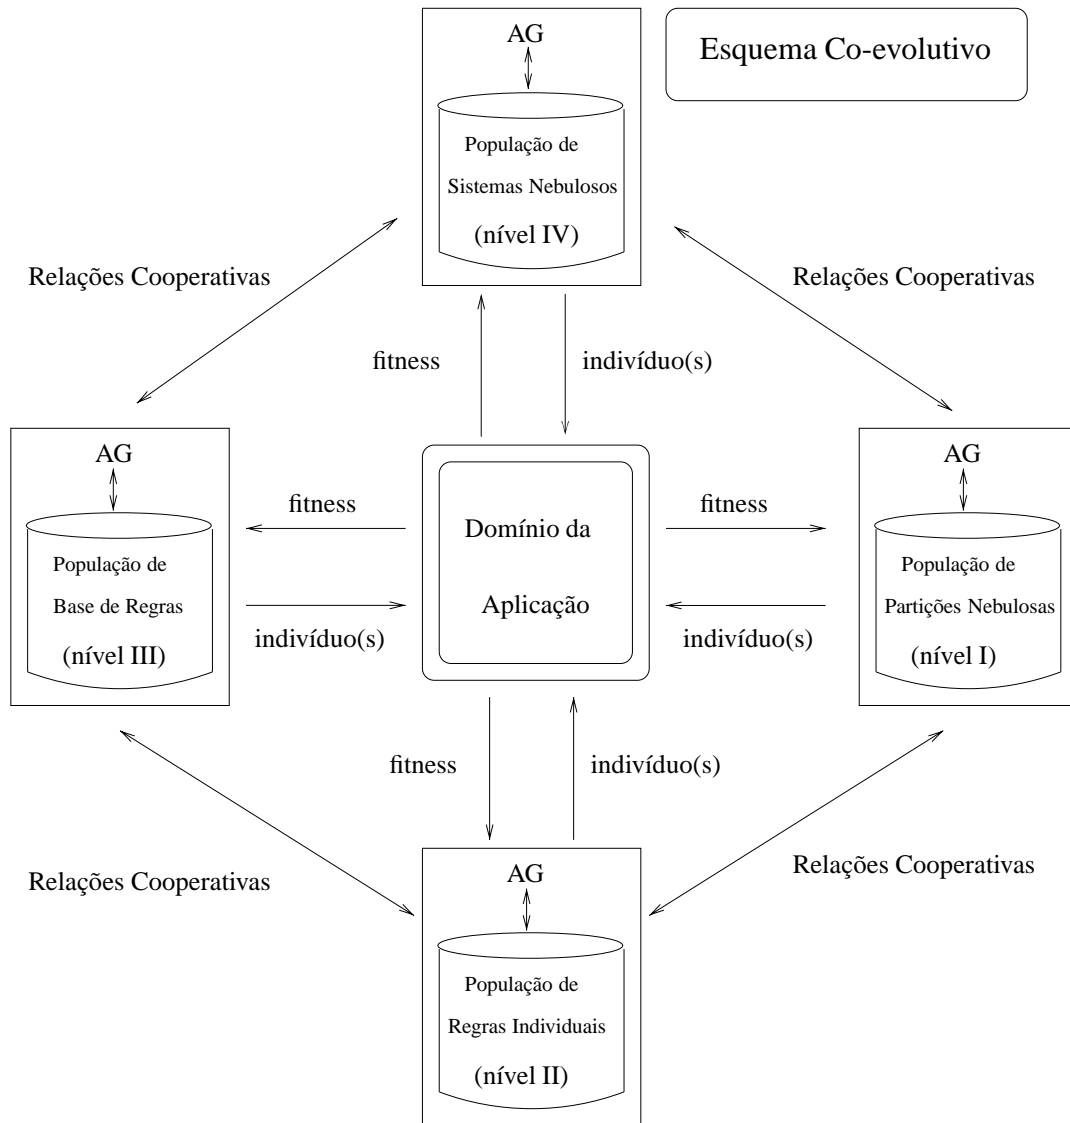 AG
Esquema Co-evolutivo
População de
Sistemas Nebulosos
(nível IV)
Relações Cooperativas
Relações Cooperativas
fitness
indivíduo(s)
AG
População de
Base de Regras
(nível III)
fitness
indivíduo(s)
Domínio da
Aplicação
fitness
indivíduo(s)
AG
População de
Partições Nebulosas
(nível I)
fitness
indivíduo(s)
Relações Cooperativas
Relações Cooperativas
AG
População de
Regras Individuais
(nível II)